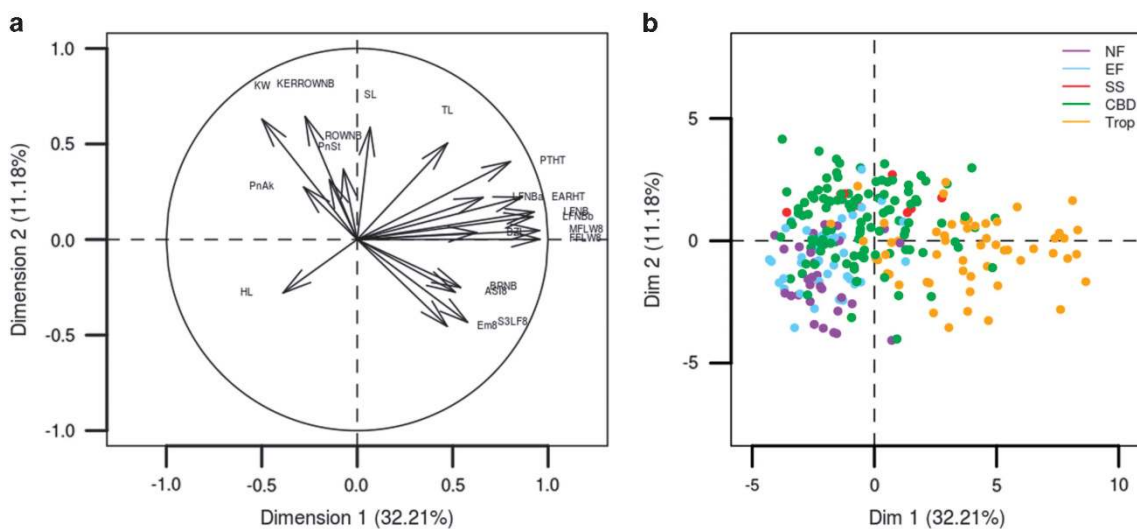 a
1.0
0.5
0.0
-0.5
-1.0
Dimension 2 (11.18%)
KW KERROWNB
SL
TL
ROWNB
PnSt
PTHT
PnAk
LFNBa EARHT
LFNB
LFNBb
MFLW8
FFLW8
HL
BRNB
ASI8
Em8 S3LF8
-1.0 -0.5 0.0 0.5 1.0
Dimension 1 (32.21%)
b
NF
EF
SS
CBD
Trop
5
0
-5
Dim 2 (11.18%)
-5 0 5 10
Dim 1 (32.21%)